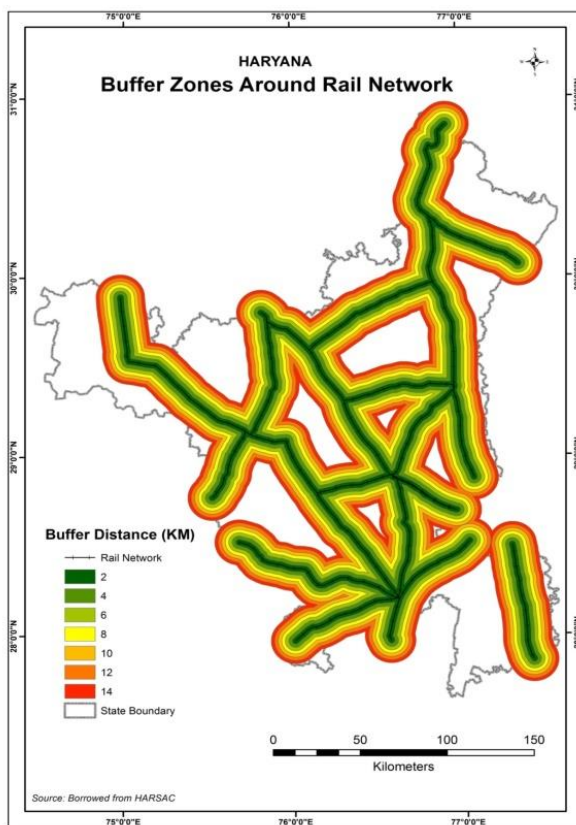 75°0'0"E 76°0'0"E 77°0'0"E
HARYANA
Buffer Zones Around Rail Network
31°0'0"N
30°0'0"N
29°0'0"N
28°0'0"N
Buffer Distance (KM)
Rail Network
2
4
6
8
10
12
14
State Boundary
0 50 100 150
Kilometers
Source: Borrowed from HARSAC
75°0'0"E 76°0'0"E 77°0'0"E